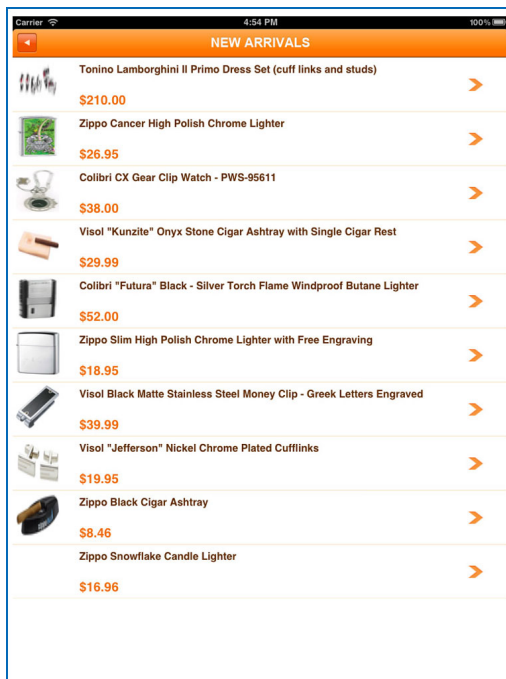 Carrier 4:54 PM 100%
NEW ARRIVALS
Tonino Lamborghini Il Primo Dress Set (cuff links and studs)
$210.00
Zippo Cancer High Polish Chrome Lighter
$26.95
Colibri CX Gear Clip Watch - PWS-95611
$38.00
Visol "Kunzite" Onyx Stone Cigar Ashtray with Single Cigar Rest
$29.99
Colibri "Futura" Black - Silver Torch Flame Windproof Butane Lighter
$52.00
Zippo Slim High Polish Chrome Lighter with Free Engraving
$18.95
Visol Black Matte Stainless Steel Money Clip - Greek Letters Engraved
$39.99
Visol "Jefferson" Nickel Chrome Plated Cufflinks
$19.95
Zippo Black Cigar Ashtray
$8.46
Zippo Snowflake Candle Lighter
$16.96